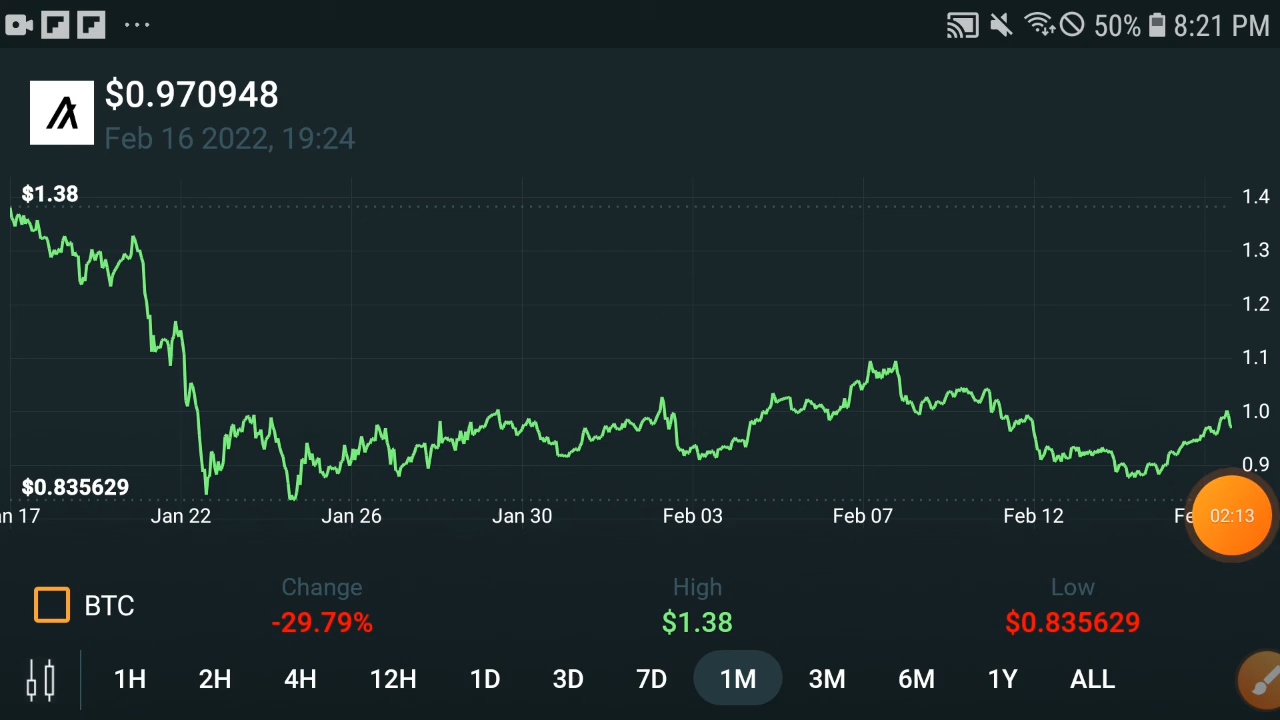 50% 8:21 PM
$0.970948
Feb 16 2022, 19:24
$1.38
1.4
1.3
1.2
1.1
1.0
0.9
$0.835629
n 17 Jan 22 Jan 26 Jan 30 Feb 03 Feb 07 Feb 12 Fe
02:13
BTC
Change High Low
-29.79% $1.38 $0.835629
1H 2H 4H 12H 1D 3D 7D 1M 3M 6M 1Y ALL